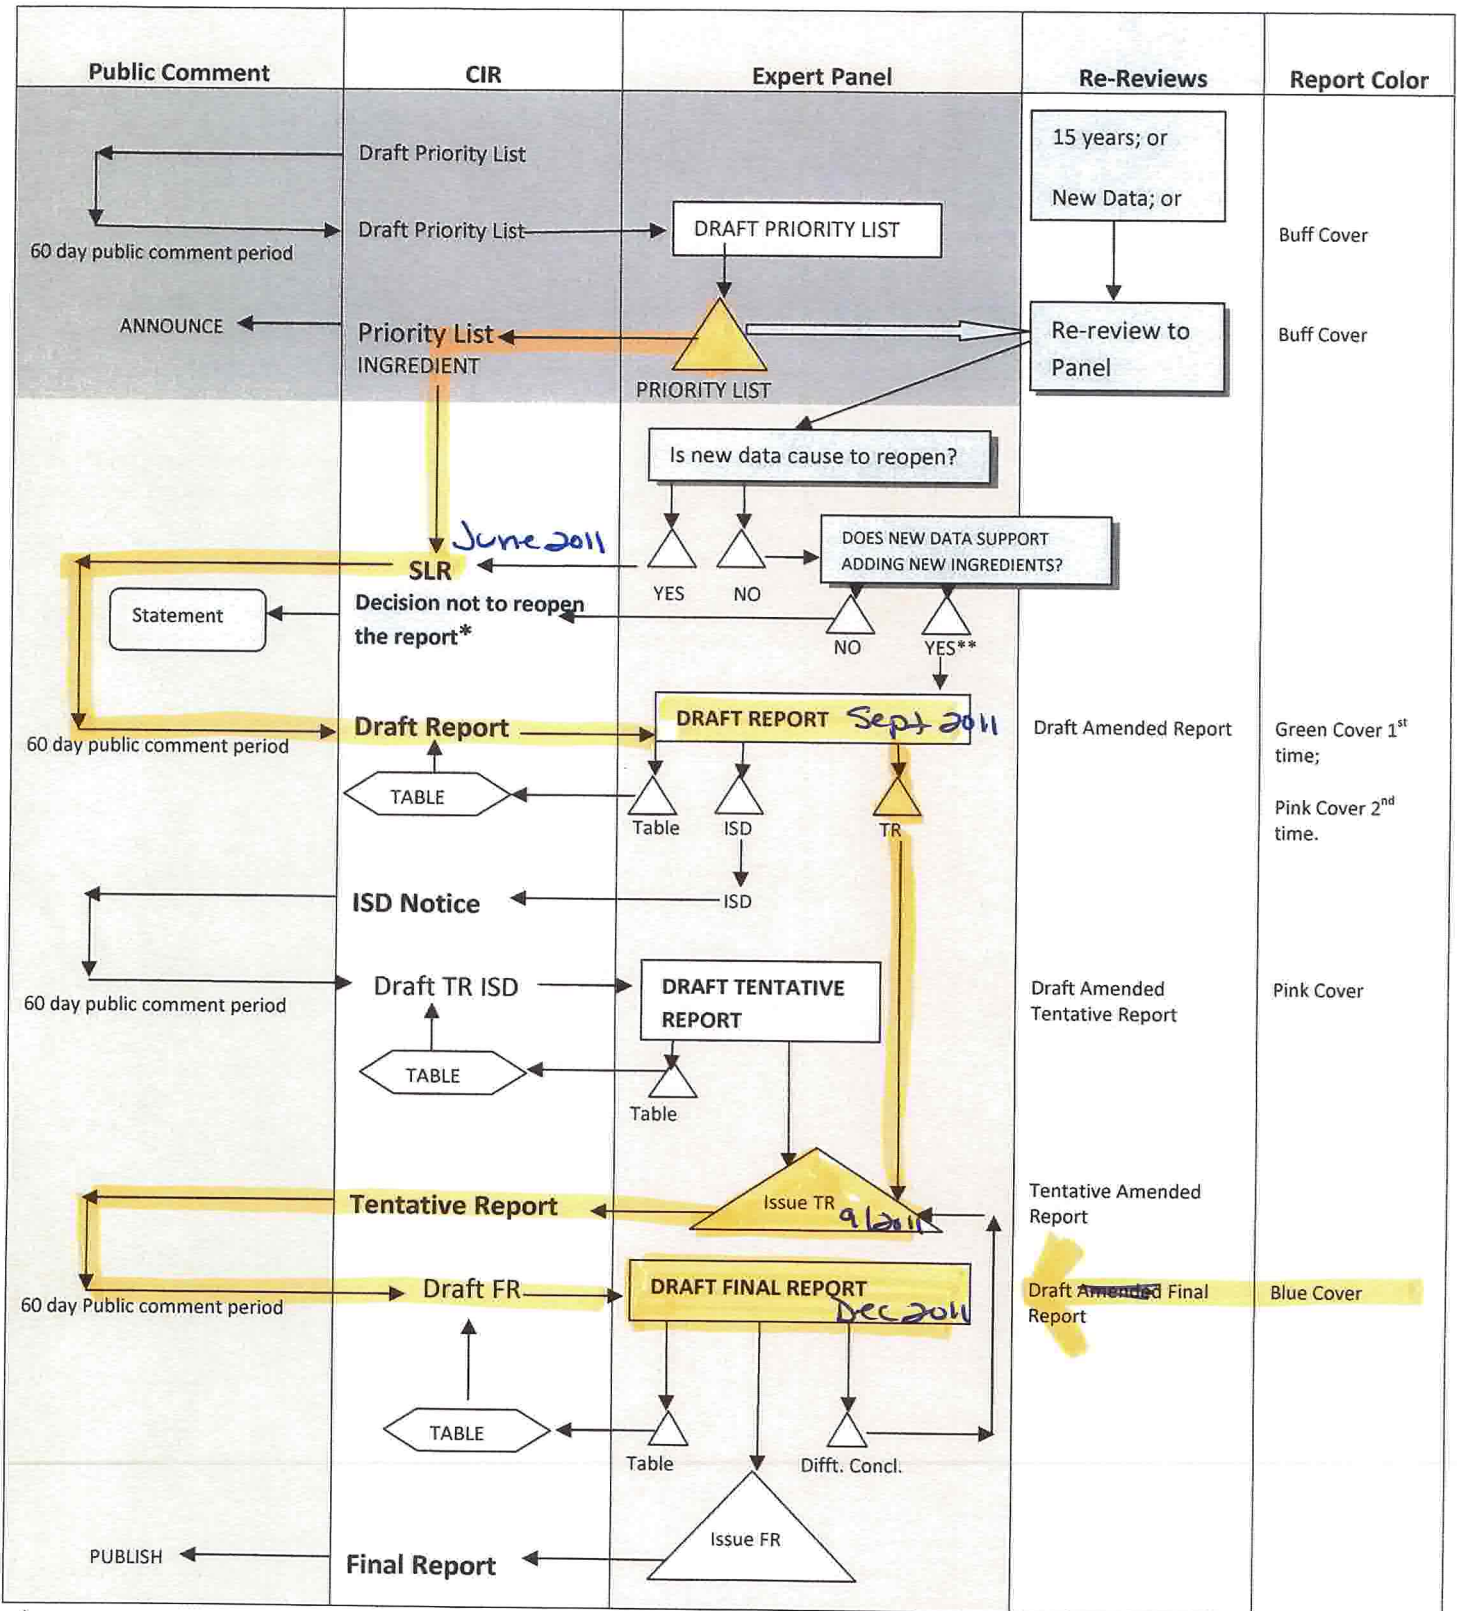 Public Comment
CIR
Expert Panel
Re-Reviews
Report Color
15 years; or
New Data; or
Draft Priority List
60 day public comment period
Draft Priority List
DRAFT PRIORITY LIST
Buff Cover
ANNOUNCE
Priority List
INGREDIENT
PRIORITY LIST
Re-review to
Panel
Buff Cover
Is new data cause to reopen?
June 2011
SLR
YES
NO
DOES NEW DATA SUPPORT
ADDING NEW INGREDIENTS?
Statement
Decision not to reopen
the report*
NO
YES**
60 day public comment period
Draft Report
DRAFT REPORT Sept 2011
Draft Amended Report
Green Cover 1st
time;
Pink Cover 2nd
time.
TABLE
Table
ISD
TR
ISD Notice
ISD
60 day public comment period
Draft TR ISD
DRAFT TENTATIVE
REPORT
Draft Amended
Tentative Report
Pink Cover
TABLE
Table
Tentative Report
Issue TR
9/2011
Tentative Amended
Report
60 day Public comment period
Draft FR
DRAFT FINAL REPORT
Dec 2011
Draft Amended Final
Report
Blue Cover
TABLE
Table
Difft. Concl.
PUBLISH
Final Report
Issue FR